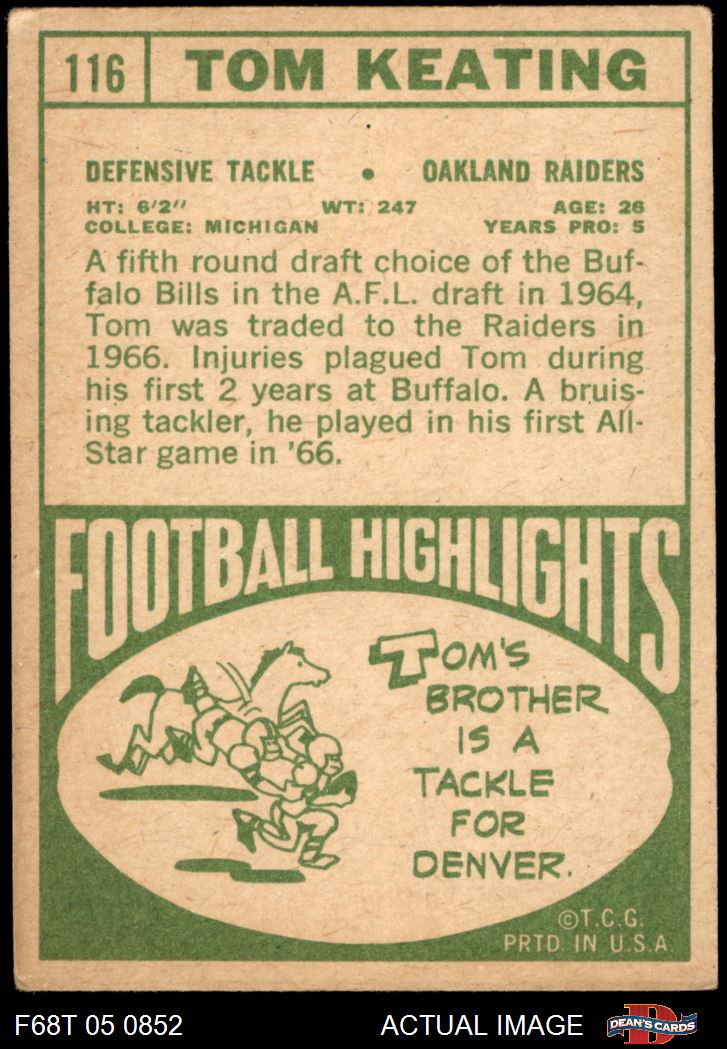 116 TOM KEATING
DEFENSIVE TACKLE • OAKLAND RAIDERS
HT: 6'2" WT: 247 AGE: 26
COLLEGE: MICHIGAN YEARS PRO: 5
A fifth round draft choice of the Buf-
falo Bills in the A.F.L. draft in 1964,
Tom was traded to the Raiders in
1966. Injuries plagued Tom during
his first 2 years at Buffalo. A bruis-
ing tackler, he played in his first All-
Star game in '66.
FOOTBALL HIGHLIGHTS
TOM'S
BROTHER
IS A
TACKLE
FOR
DENVER.
©T.C.G.
PRTD. IN U.S.A.
F68T 05 0852 ACTUAL IMAGE DEAN'S CARDS